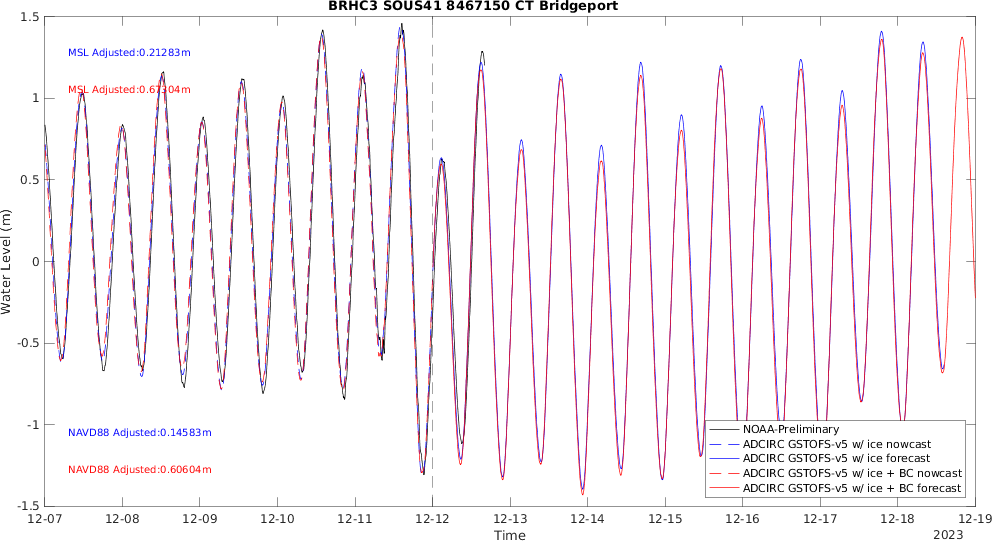 BRHC3 SOUS41 8467150 CT Bridgeport
1.5
1
0.5
0
-0.5
-1
-1.5
Water Level (m)
MSL Adjusted:0.21283m
MSL Adjusted:0.67304m
NAVD88 Adjusted:0.14583m
NAVD88 Adjusted:0.60604m
NOAA-Preliminary
ADCIRC GSTOFS-v5 w/ ice nowcast
ADCIRC GSTOFS-v5 w/ ice forecast
ADCIRC GSTOFS-v5 w/ ice + BC nowcast
ADCIRC GSTOFS-v5 w/ ice + BC forecast
12-07 12-08 12-09 12-10 12-11 12-12 12-13 12-14 12-15 12-16 12-17 12-18 12-19
Time
2023